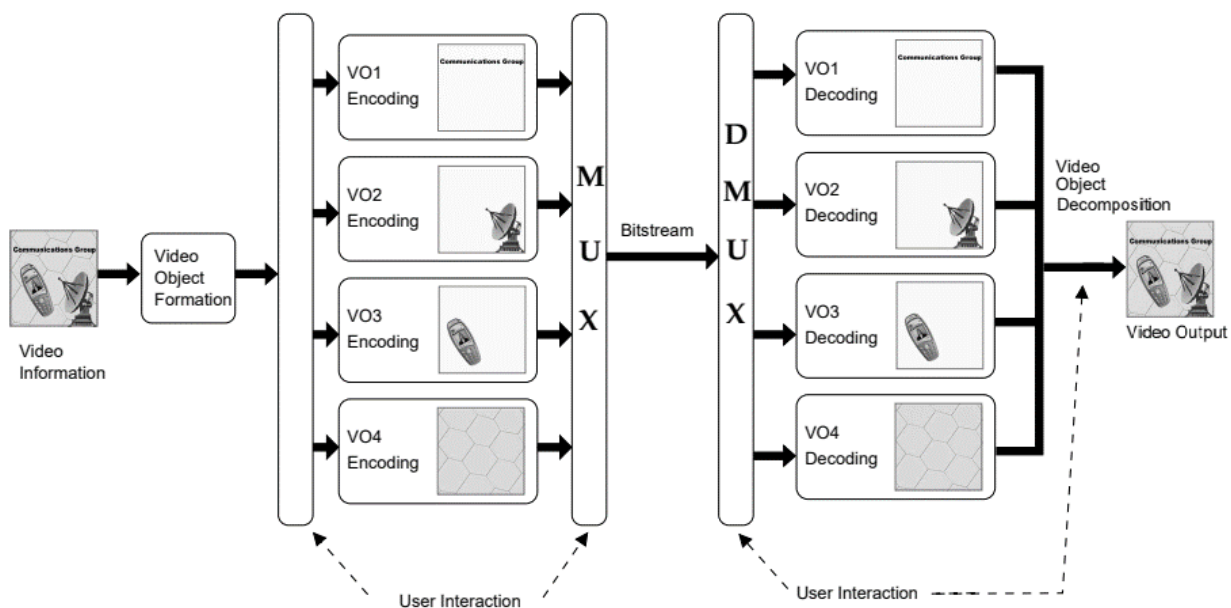 Communications Group
Video
Information
Video
Object
Formation
VO1
Encoding
Communications Group
VO2
Encoding
VO3
Encoding
VO4
Encoding
M
U
X
User Interaction
Bitstream
D
M
U
X
VO1
Decoding
Communications Group
VO2
Decoding
VO3
Decoding
VO4
Decoding
User Interaction
Video
Object
Decomposition
Communications Group
Video Output